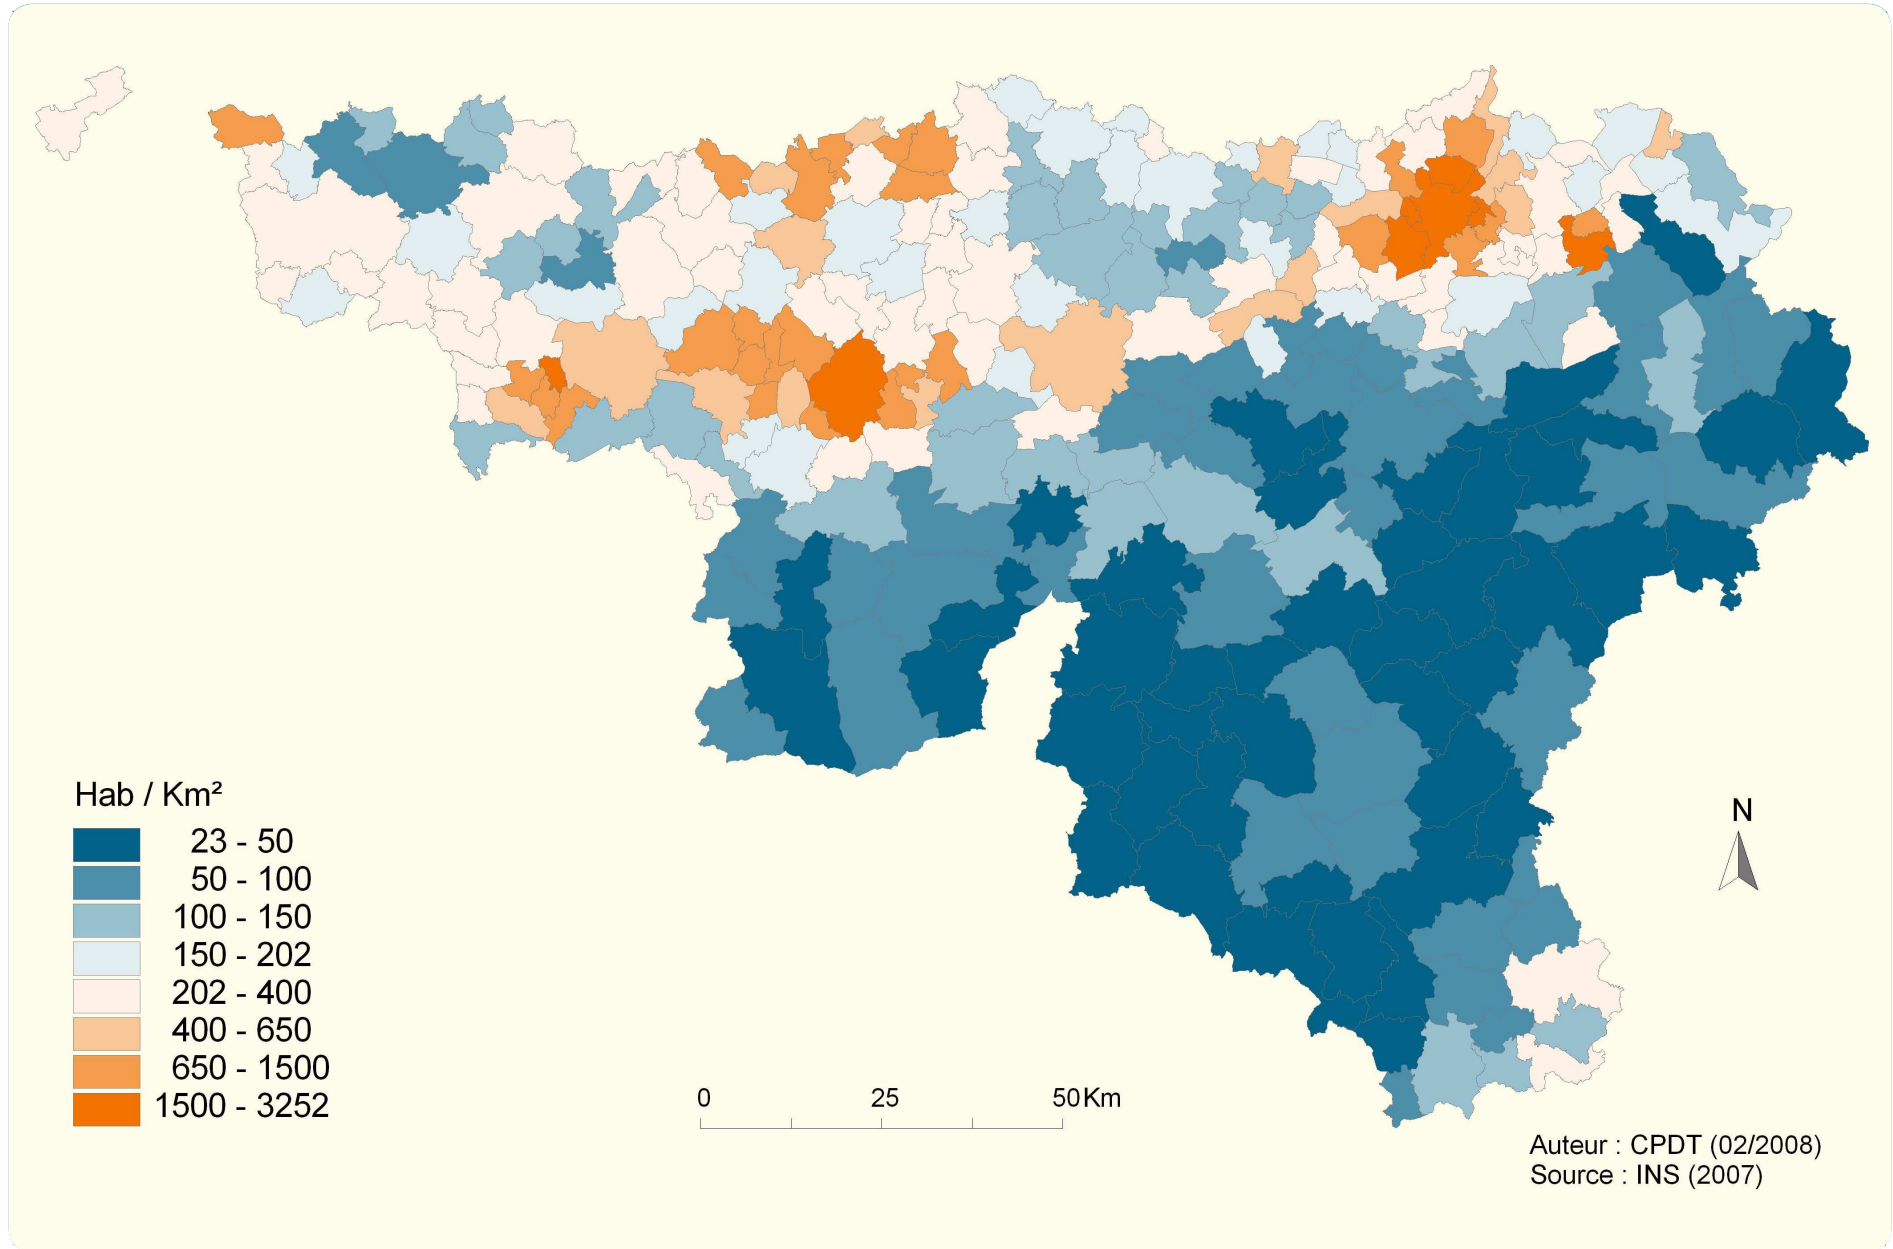 Hab / Km²
23 - 50
50 - 100
100 - 150
150 - 202
202 - 400
400 - 650
650 - 1500
1500 - 3252
N
0 25 50Km
Auteur : CPDT (02/2008)
Source : INS (2007)